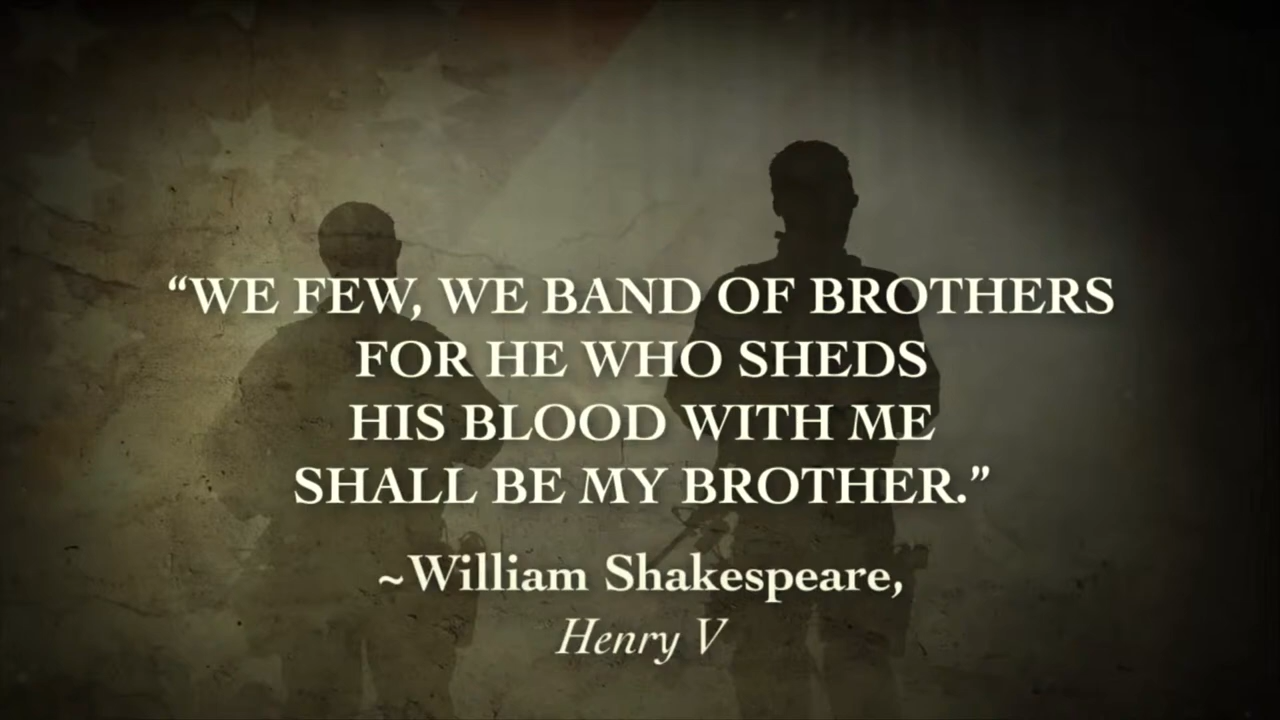 “WE FEW, WE BAND OF BROTHERS
FOR HE WHO SHEDS
HIS BLOOD WITH ME
SHALL BE MY BROTHER.”
~William Shakespeare,
Henry V